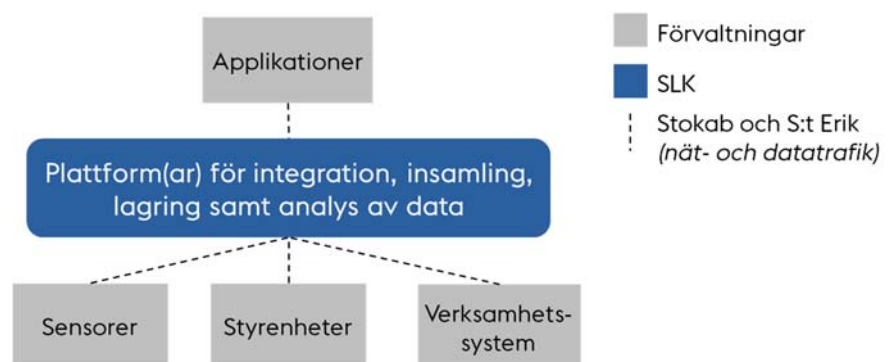 Applikationer
Plattform(ar) för integration, insamling,
lagring samt analys av data
Sensorer
Styrenheter
Verksamhets-
system
Förvaltningar
SLK
Stokab och S:t Erik
(nät- och datatrafik)